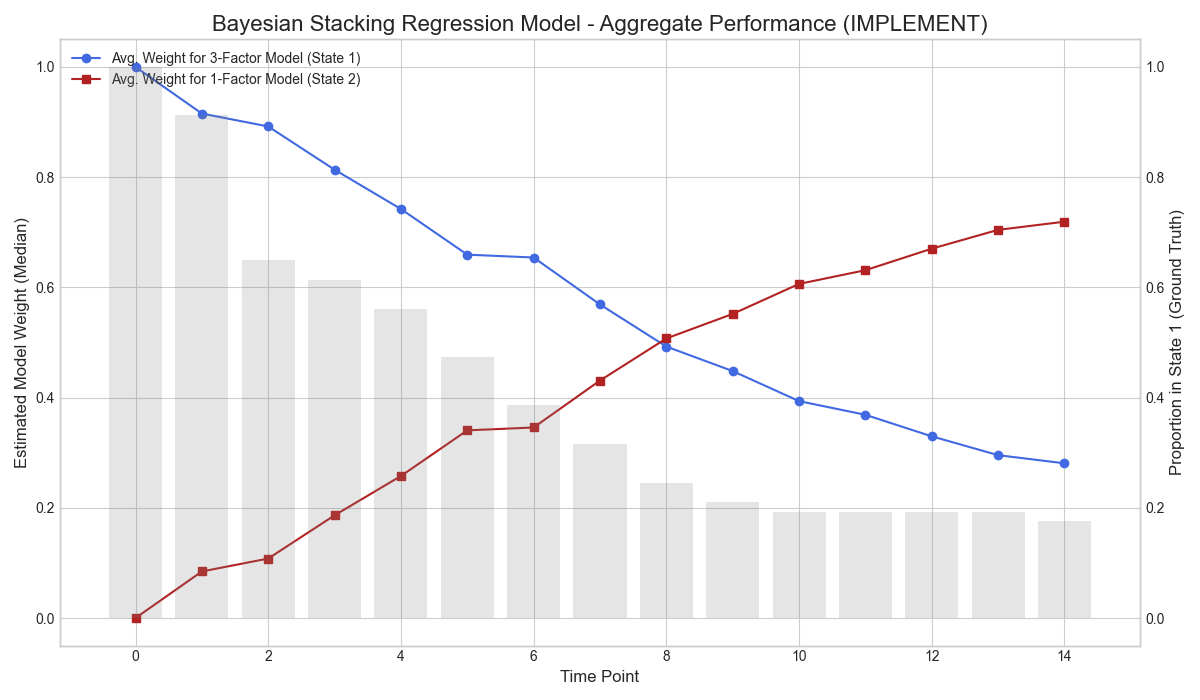 Bayesian Stacking Regression Model - Aggregate Performance (IMPLEMENT)
Avg. Weight for 3-Factor Model (State 1)
Avg. Weight for 1-Factor Model (State 2)
Estimated Model Weight (Median)
1.0
0.8
0.6
0.4
0.2
0.0
1.0
0.8
0.6
0.4
0.2
0.0
Proportion in State 1 (Ground Truth)
0 2 4 6 8 10 12 14
Time Point